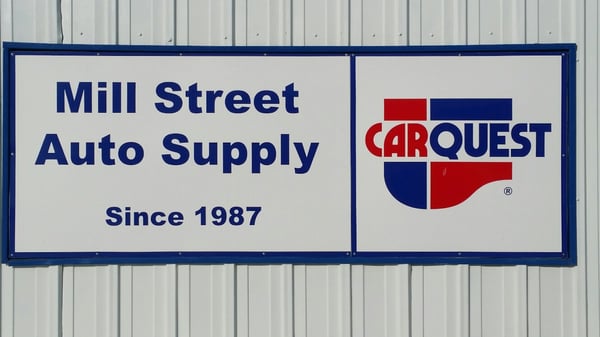 Mill Street
Auto Supply
Since 1987
CARQUEST
®